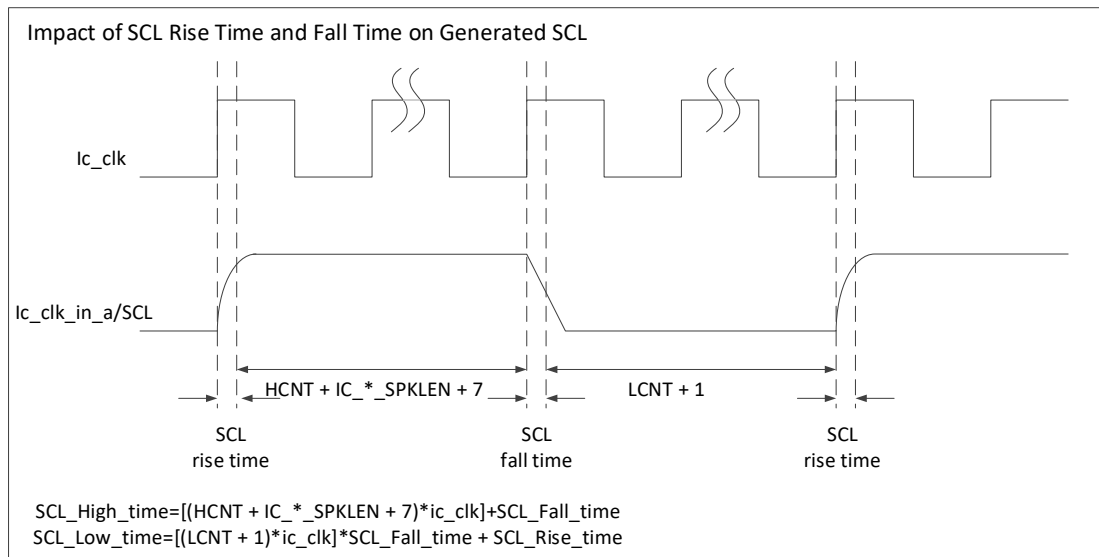 Impact of SCL Rise Time and Fall Time on Generated SCL
Ic_clk
Ic_clk_in_a/SCL
HCNT + IC_*_SPKLEN + 7
LCNT + 1
SCL
rise time
SCL
fall time
SCL
rise time
SCL_High_time=[(HCNT + IC_*_SPKLEN + 7)*ic_clk]+SCL_Fall_time
SCL_Low_time=[(LCNT + 1)*ic_clk]*SCL_Fall_time + SCL_Rise_time